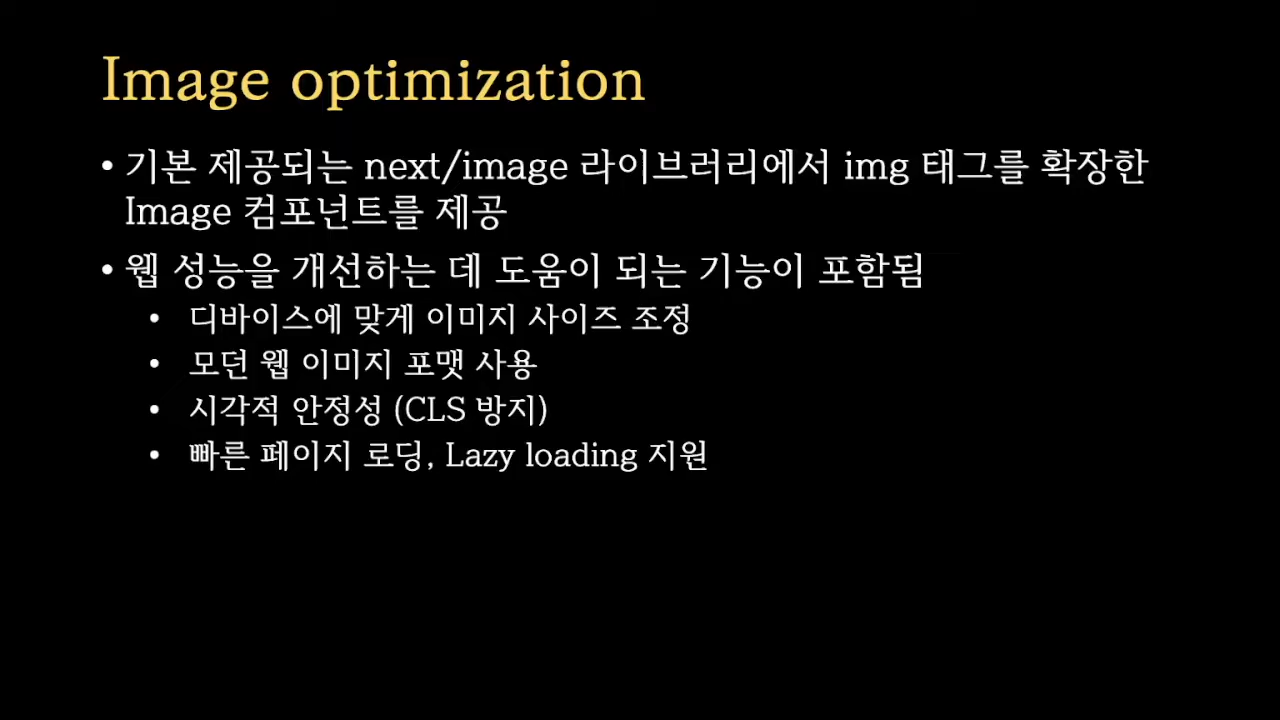 Image optimization
• 기본 제공되는 next/image 라이브러리에서 img 태그를 확장한
Image 컴포넌트를 제공
• 웹 성능을 개선하는 데 도움이 되는 기능이 포함됨
• 디바이스에 맞게 이미지 사이즈 조정
• 모던 웹 이미지 포맷 사용
• 시각적 안정성 (CLS 방지)
• 빠른 페이지 로딩, Lazy loading 지원